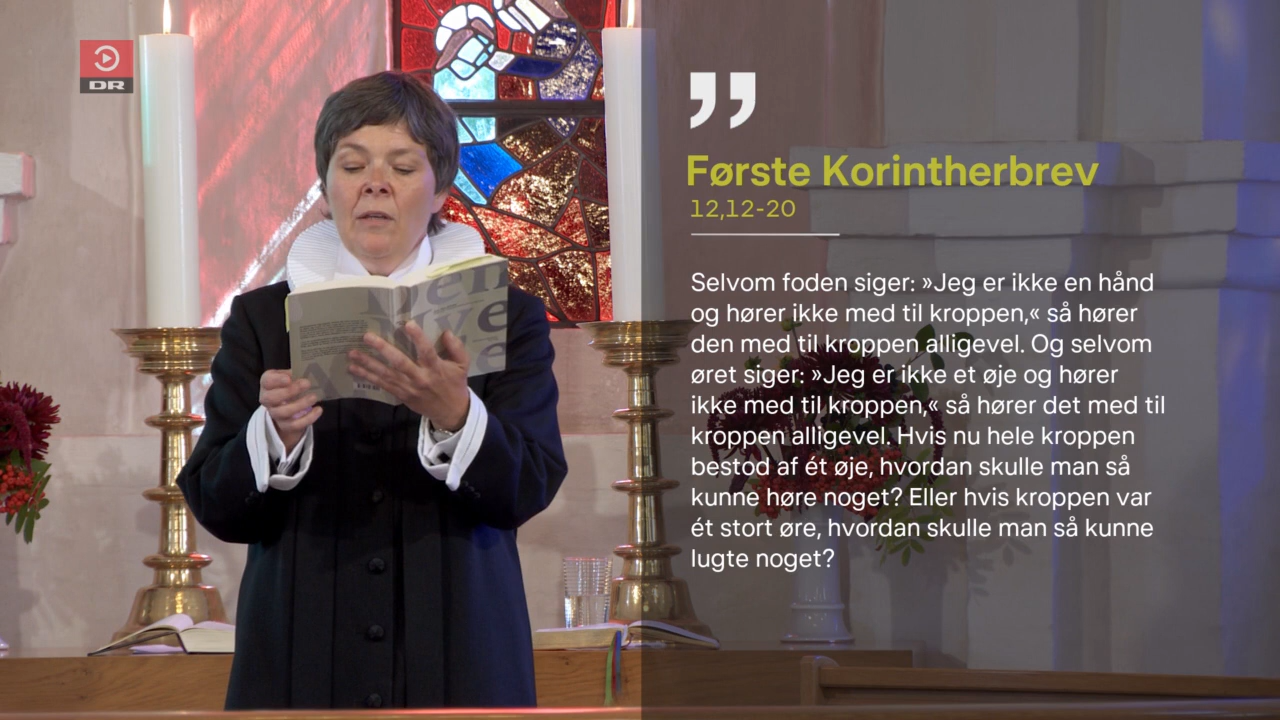 DR
Den
Nye
”
Første Korintherbrev
12,12-20
Selvom foden siger: »Jeg er ikke en hånd
og hører ikke med til kroppen,« så hører
den med til kroppen alligevel. Og selvom
øret siger: »Jeg er ikke et øje og hører
ikke med til kroppen,« så hører det med til
kroppen alligevel. Hvis nu hele kroppen
bestod af ét øje, hvordan skulle man så
kunne høre noget? Eller hvis kroppen var
ét stort øre, hvordan skulle man så kunne
lugte noget?